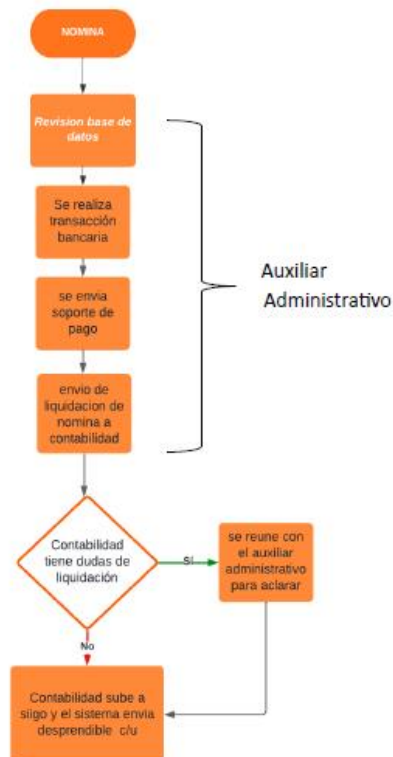 NOMINA
Revision base de
datos
Se realiza
transacción
bancaria
se envia
soporte de
pago
envio de
liquidacion de
nomina a
contabilidad
Auxiliar
Administrativo
Contabilidad
tiene dudas de
liquidación
SI
se reune con
el auxiliar
administrativo
para aclarar
No
Contabilidad sube a
siigo y el sistema envia
desprendible c/u